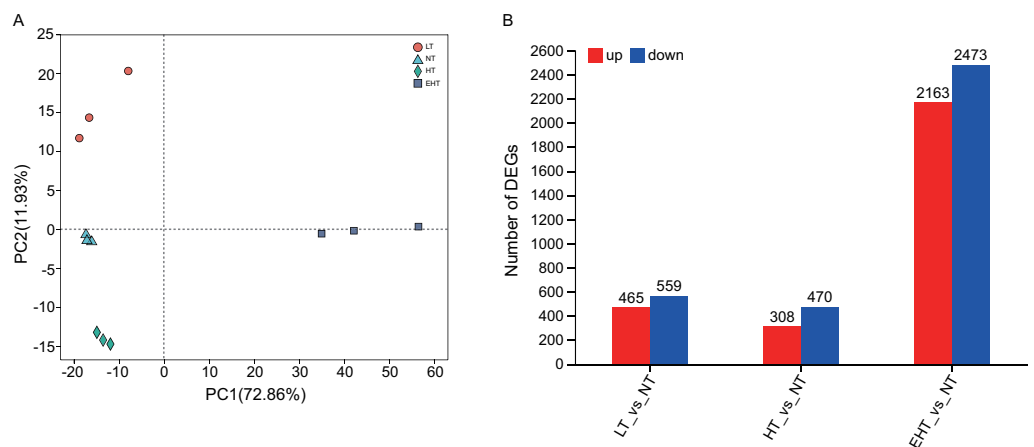 A
25
20
15
10
5
0
-5
-10
-15
PC2(11.93%)
-20
-10
0
10
20
30
40
50
60
PC1(72.86%)
LT
NT
HT
EHT
B
2600
2400
2200
2000
1800
1600
1400
1200
1000
800
600
400
200
0
Number of DEGs
up down
465
559
308
470
2163
2473
LT_vs_NT
HT_vs_NT
EHT_vs_NT